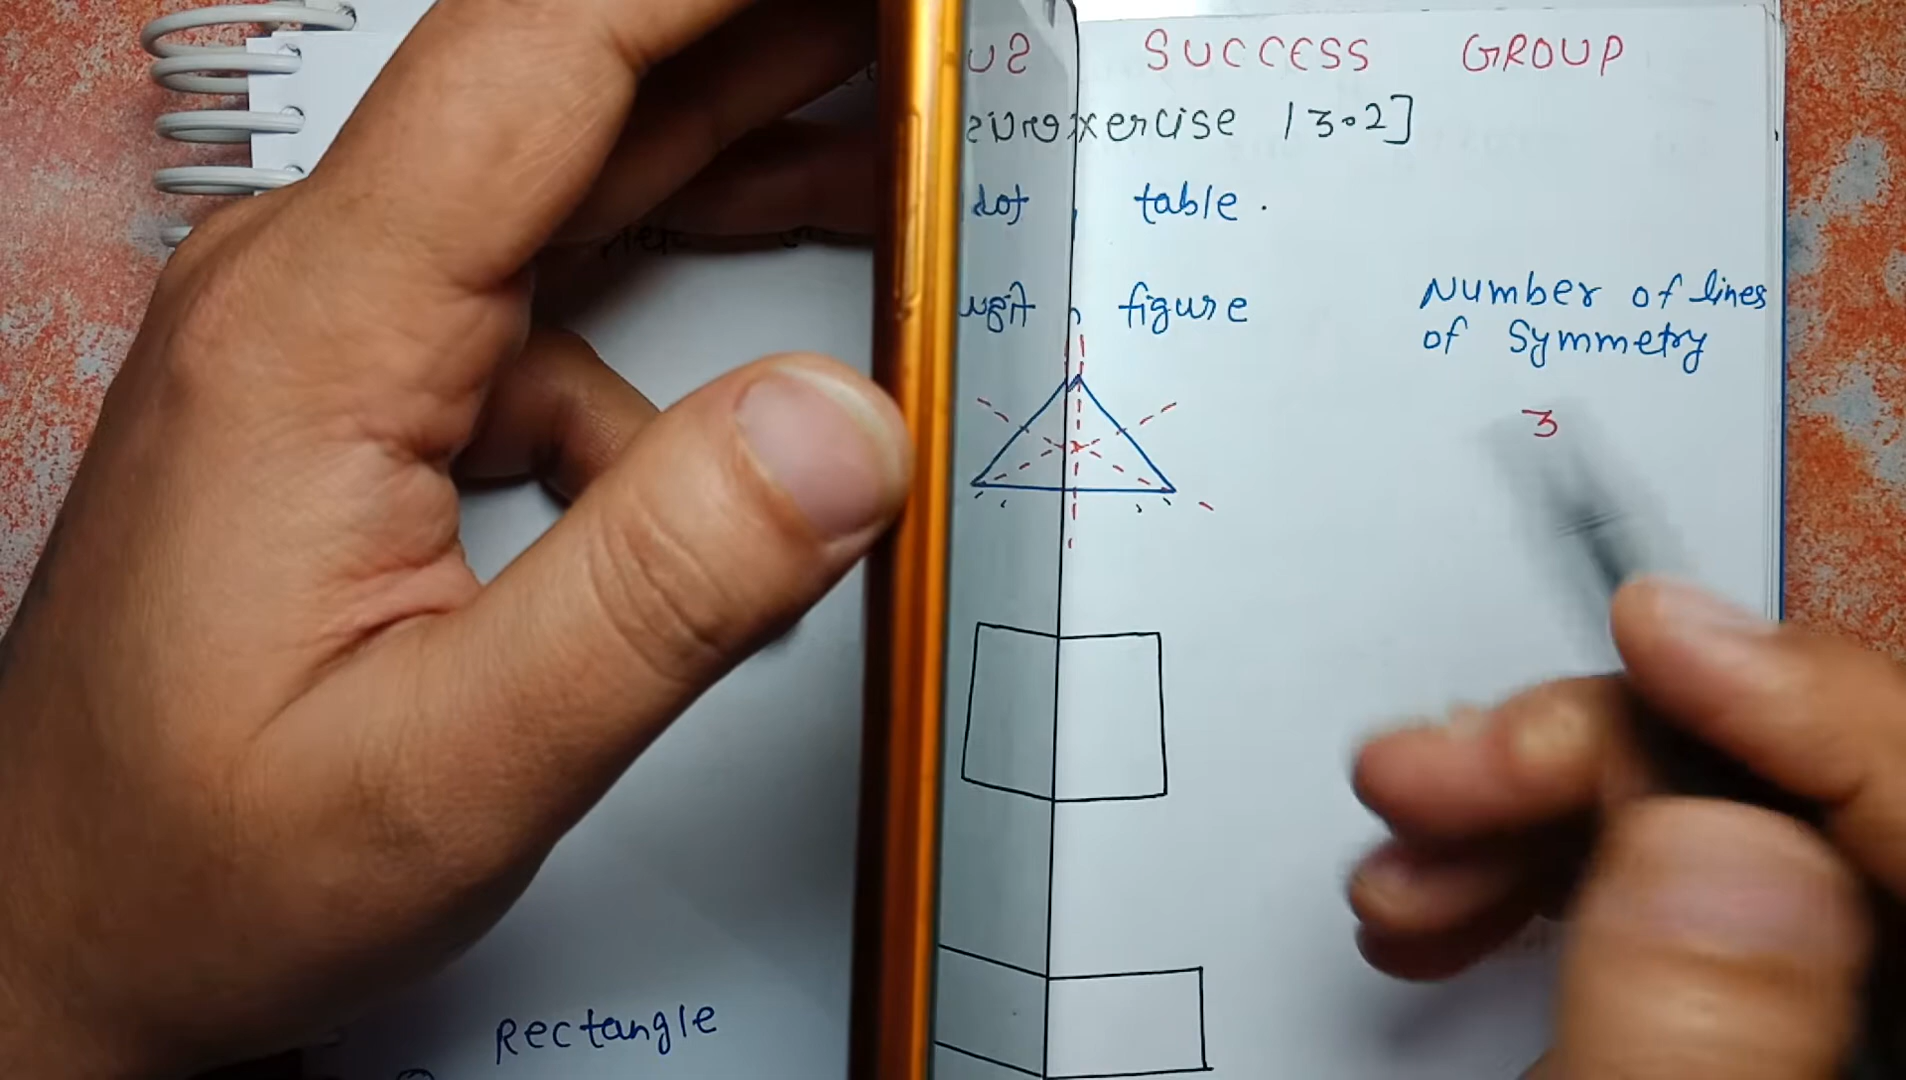 SUCCESS GROUP
xercise 13.2]
table.
figure
Number of lines
of Symmetry
3
Rectangle